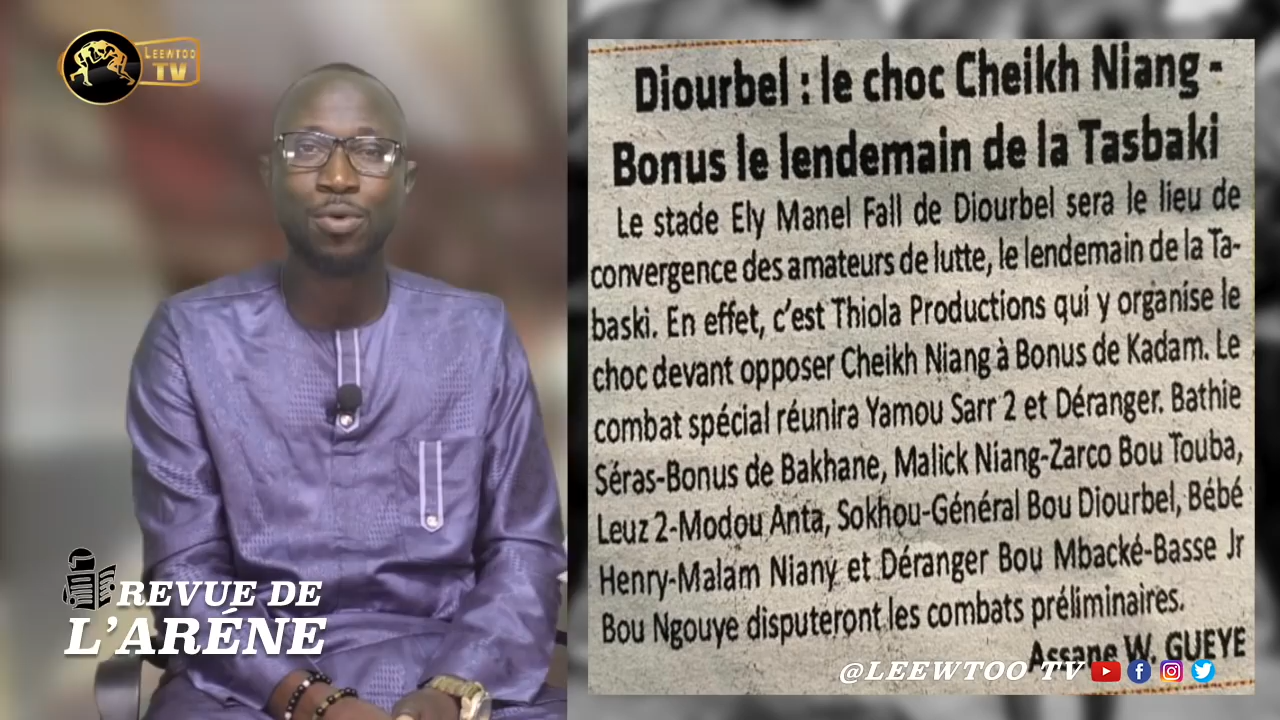 LEEWTOO
TV
Diourbel : le choc Cheikh Niang -
Bonus le lendemain de la Tasbaki
Le stade Ely Manel Fall de Diourbel sera le lieu de
convergence des amateurs de lutte, le lendemain de la Ta-
baski. En effet, c’est Thiola Productions qui y organise le
choc devant opposer Cheikh Niang à Bonus de Kadam. Le
combat spécial réunira Yamou Sarr 2 et Déranger. Bathie
Séras-Bonus de Bakhane, Malick Niang-Zarco Bou Touba,
Leuz 2-Modou Anta, Sokhou-Général Bou Diourbel, Bébé
Henry-Malam Niany et Déranger Bou Mbacké-Basse Jr
Bou Ngouye disputeront les combats préliminaires.
Assane W. GUEYE
REVUE DE
L’ARÉNE
@LEEWTOO TV